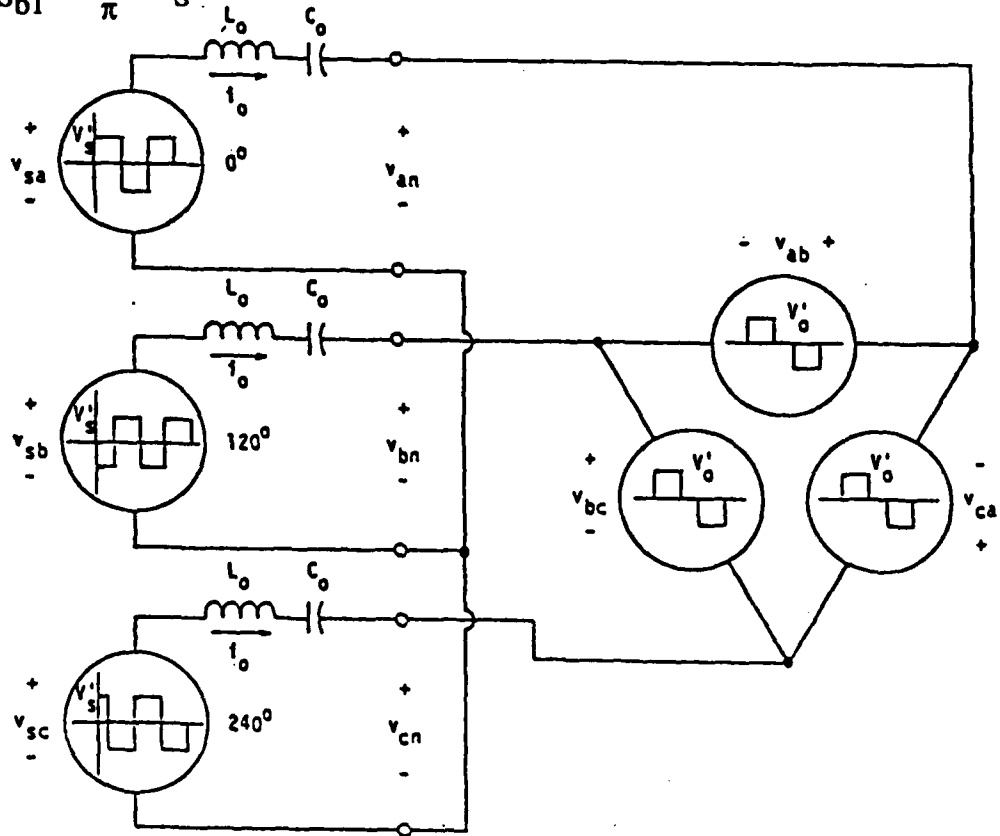 L₀ C₀
i₀
+
v_sa
-
V's
0°
+
v_an
-
- v_ab +
V'₀
L₀ C₀
i₀
+
v_sb
-
V's
120°
+
v_bn
-
+
v_bc
-
V'₀
V'₀
-
v_ca
+
L₀ C₀
i₀
+
v_sc
-
V's
240°
+
v_cn
-